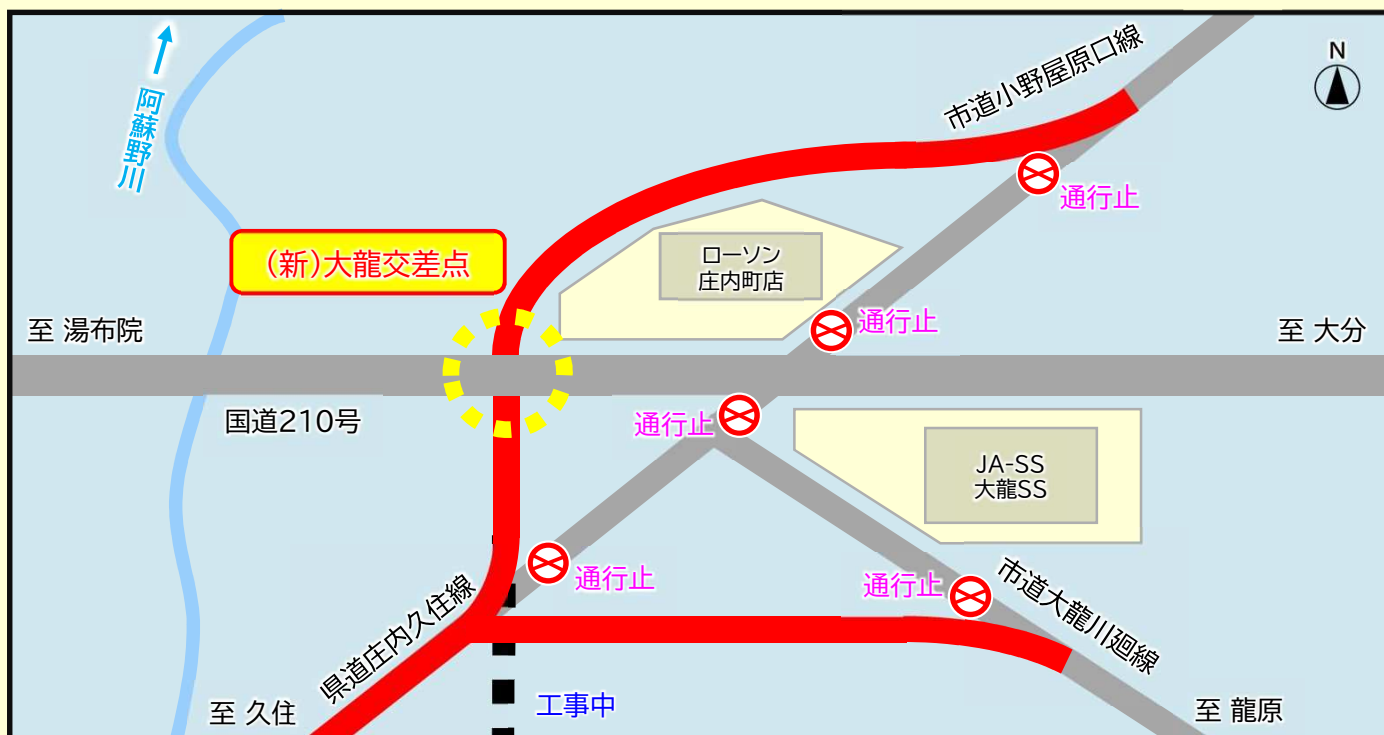 N
市道小野屋原口線
阿蘇野川
通行止
(新)大龍交差点
ローソン
庄内町店
至 湯布院
通行止
至 大分
国道210号
通行止
JA-SS
大龍SS
通行止
通行止
市道大龍川廻線
県道庄内久住線
至 久住
工事中
至 龍原